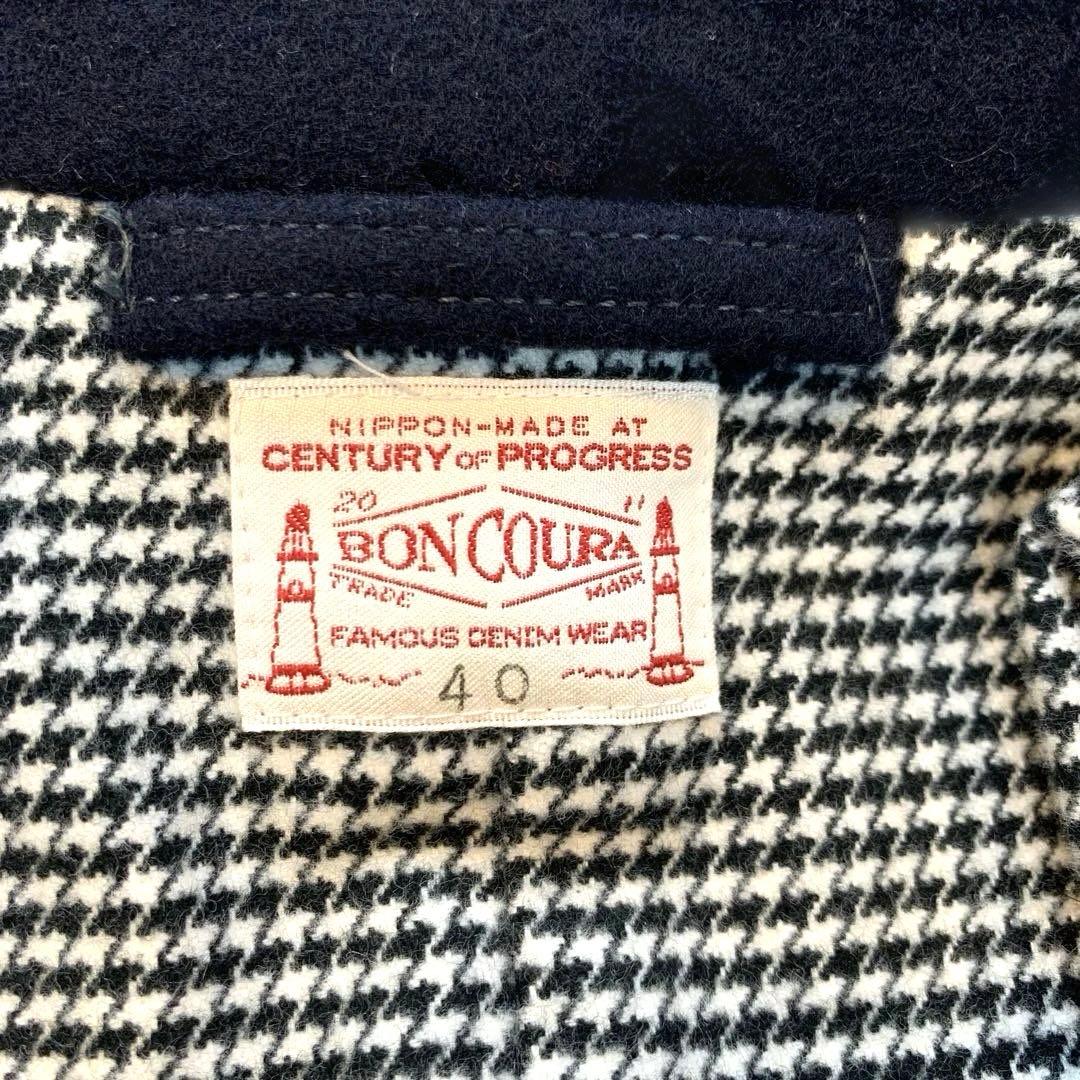 NIPPON-MADE AT
CENTURY OF PROGRESS
20 11
BONCOURA
TRADE MARK
FAMOUS DENIM WEAR
40